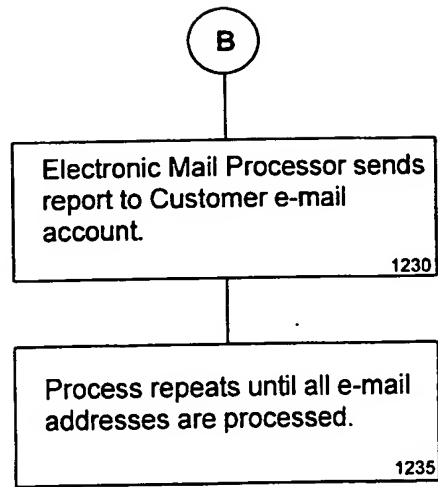 B
Electronic Mail Processor sends
report to Customer e-mail
account.
1230
Process repeats until all e-mail
addresses are processed.
1235